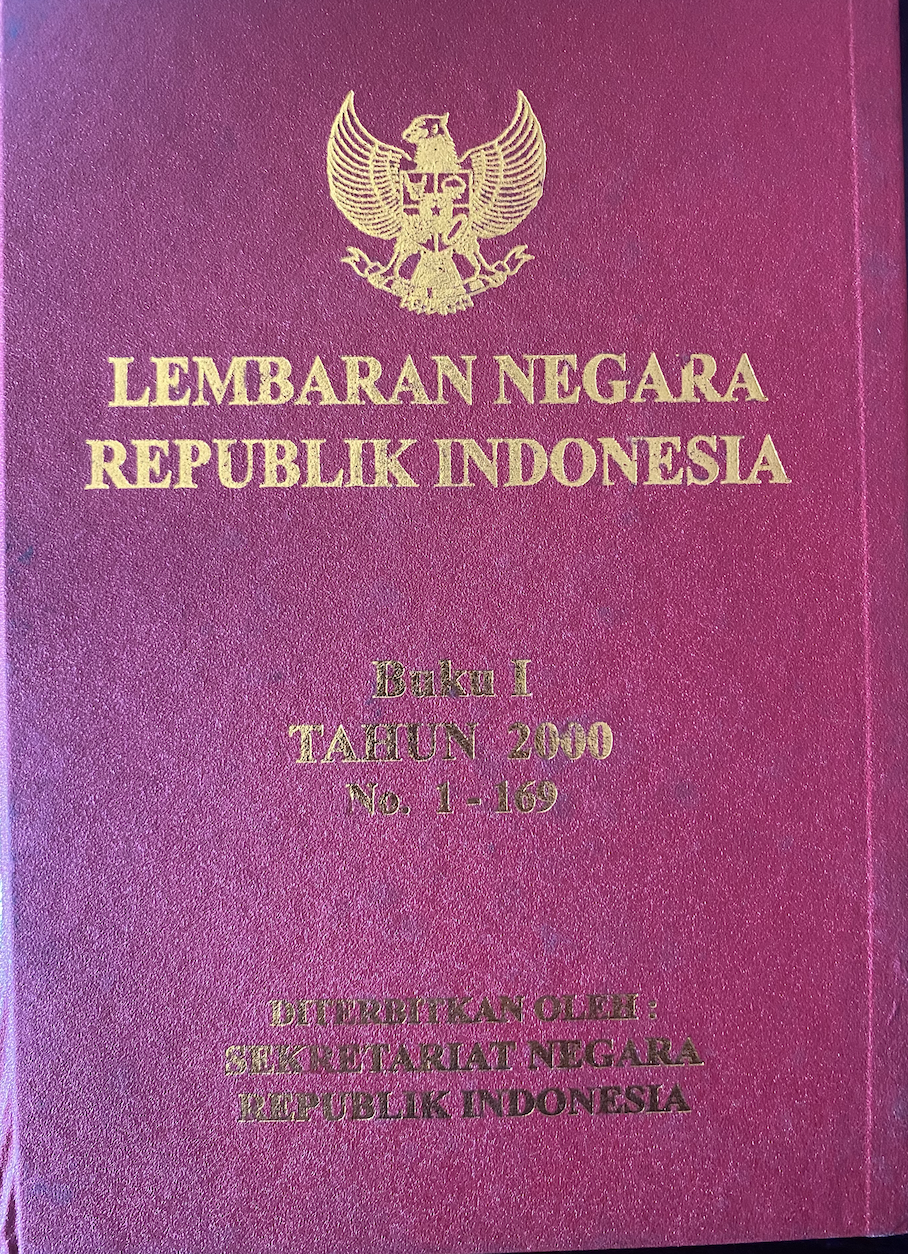 LEMBARAN NEGARA
REPUBLIK INDONESIA
Buku I
TAHUN 2000
No. 1 - 169
DITERBITKAN OLEH :
SEKRETARIAT NEGARA
REPUBLIK INDONESIA